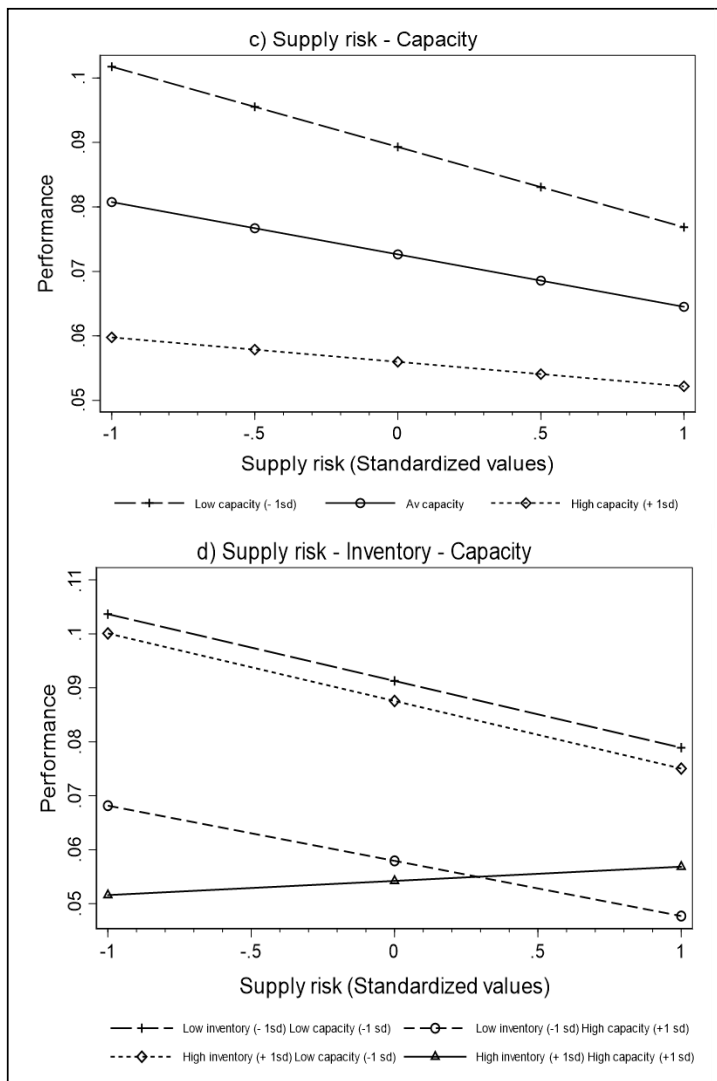 c) Supply risk - Capacity
.1
.09
.08
.07
.06
.05
Performance
-1
-.5
0
.5
1
Supply risk (Standardized values)
Low capacity (- 1sd)
Av capacity
High capacity (+ 1sd)
d) Supply risk - Inventory - Capacity
.11
.1
.09
.08
.07
.06
.05
Performance
-1
-.5
0
.5
1
Supply risk (Standardized values)
Low inventory (- 1sd) Low capacity (-1 sd)
Low inventory (-1 sd) High capacity (+1 sd)
High inventory (+ 1sd) Low capacity (-1 sd)
High inventory (+ 1sd) High capacity (+1 sd)